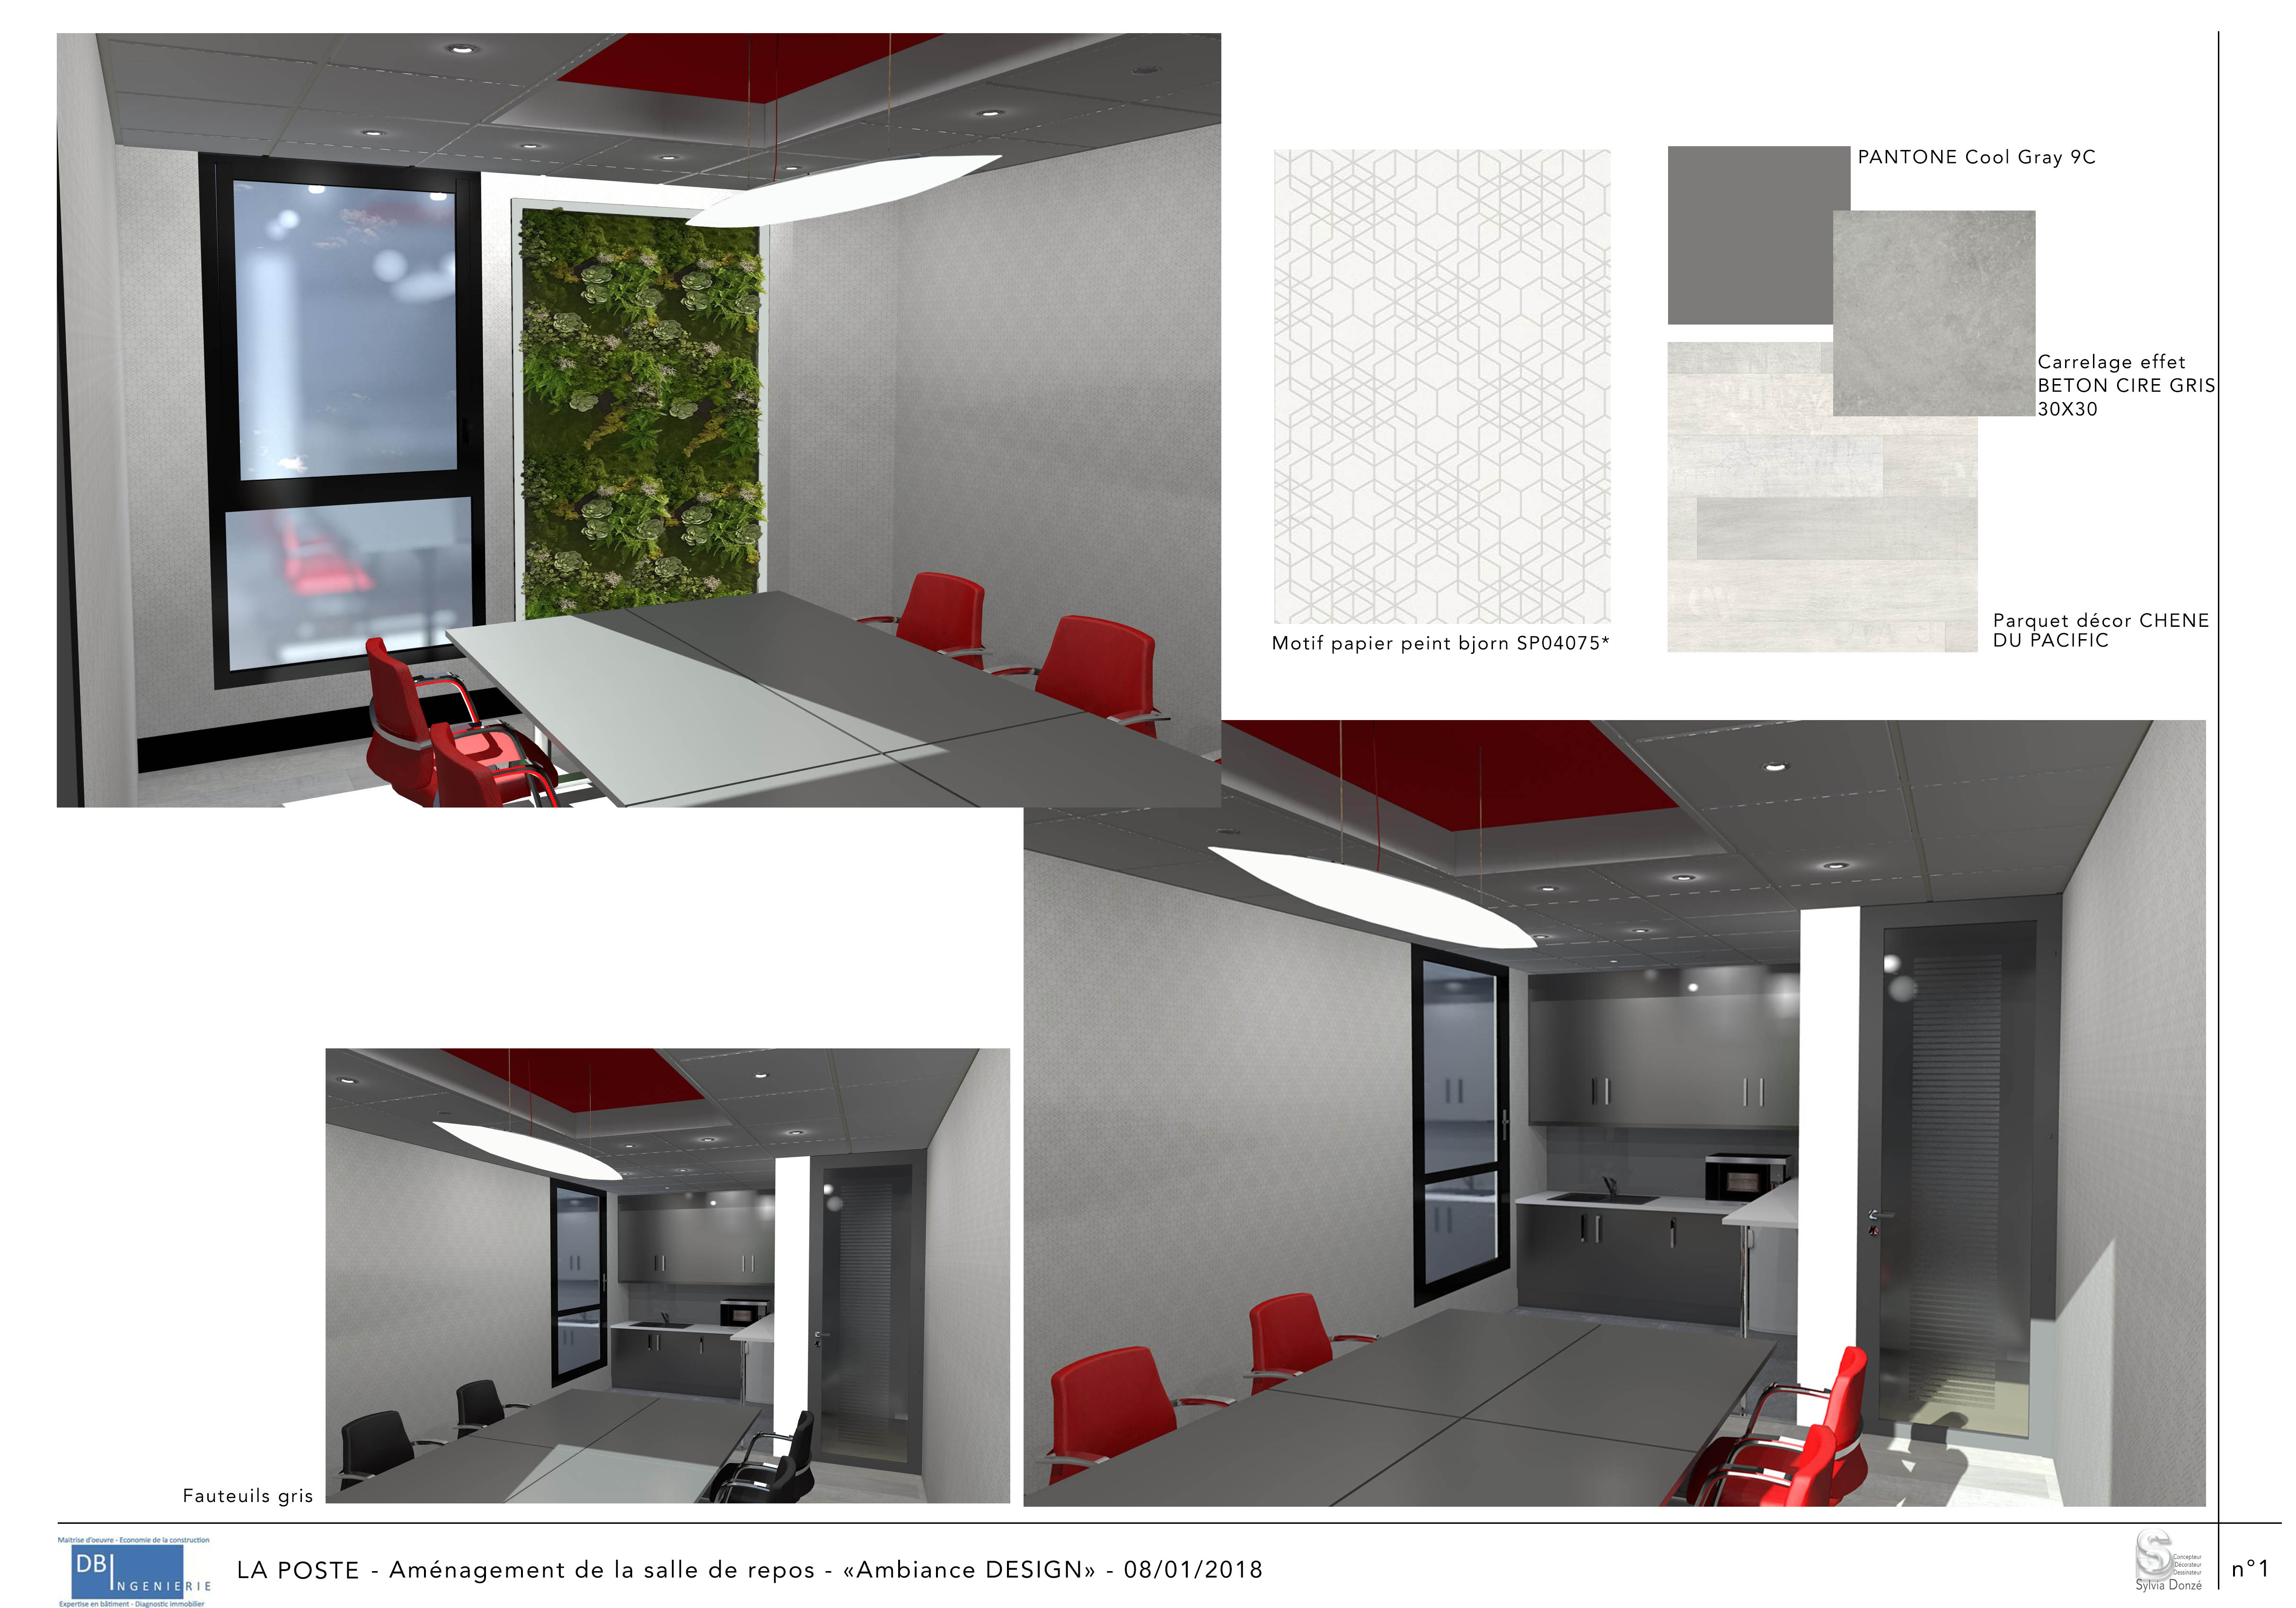 PANTONE Cool Gray 9C
Carrelage effet
BETON CIRE GRIS
30X30
Motif papier peint bjorn SP04075*
Parquet décor CHENE
DU PACIFIC
Fauteuils gris
Maitrise d'oeuvre - Economie de la construction
DBI
NGENIERIE
Expertise en bâtiment - Diagnostic immobilier
LA POSTE - Aménagement de la salle de repos - «Ambiance DESIGN» - 08/01/2018
Concepteur
Décorateur
Dessinateur
Sylvia Donzé
n°1